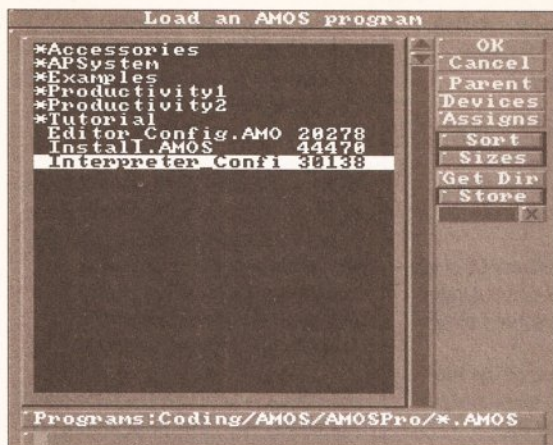 Load an AMOS program
*Accessories
*APSystem
*Examples
*Productivity1
*Productivity2
*Tutorial
Editor_Config.AMO 20278
Install.AMOS 44470
Interpreter_Confi 30138
OK
Cancel
Parent
Devices
Assigns
Sort
Sizes
Get Dir
Store
X
Programs:Coding/AMOS/AMOSPro/*.AMOS